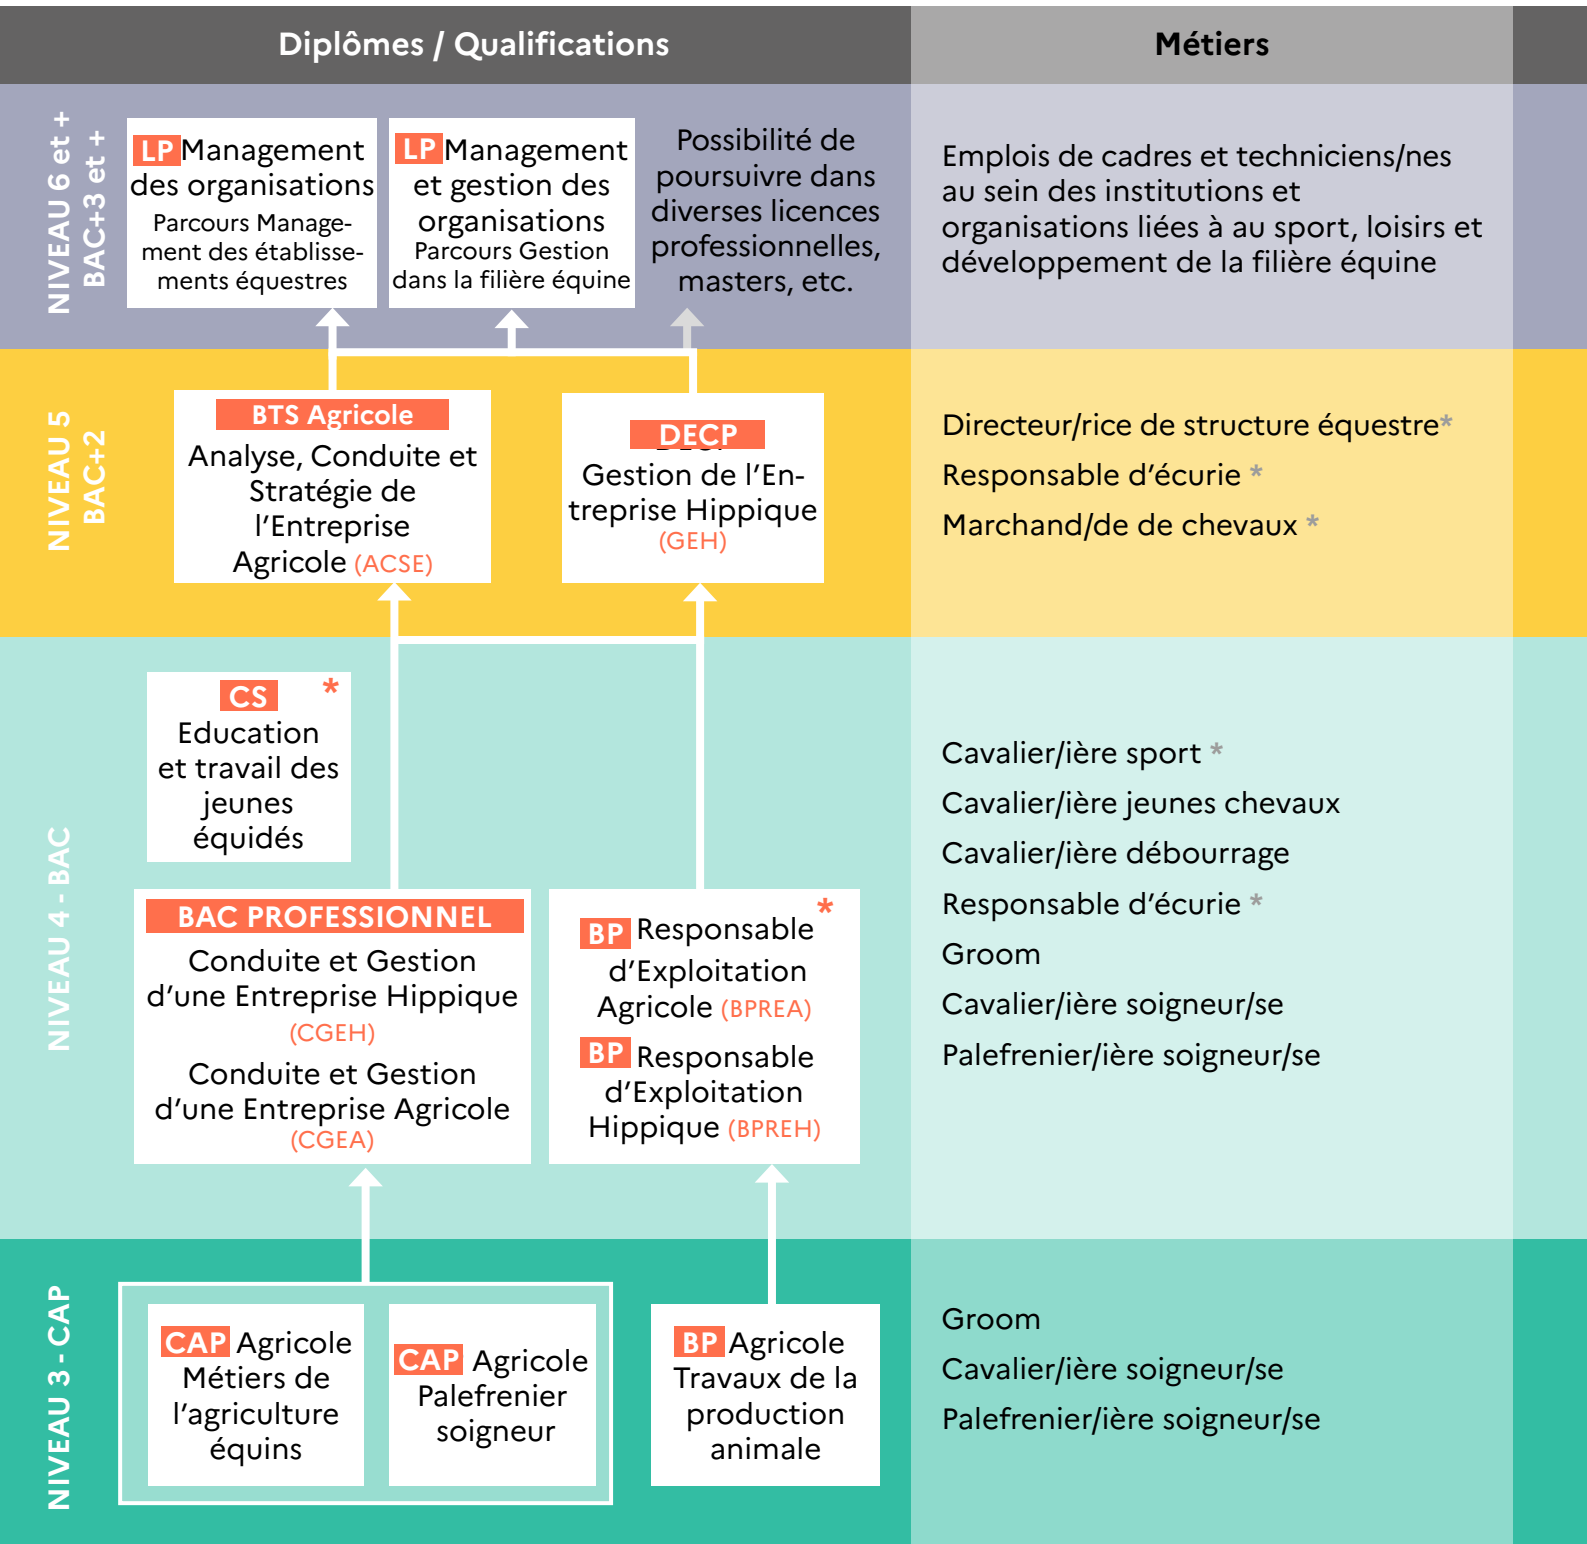 Diplômes / Qualifications
Métiers
NIVEAU 6 et +
BAC+3 et +
LP Management
des organisations
Parcours Manage-
ment des établisse-
ments équestres
LP Management
et gestion des
organisations
Parcours Gestion
dans la filière équine
Possibilité de
poursuivre dans
diverses licences
professionnelles,
masters, etc.
Emplois de cadres et techniciens/nes
au sein des institutions et
organisations liées à au sport, loisirs et
développement de la filière équine
NIVEAU 5
BAC+2
BTS Agricole
Analyse, Conduite et
Stratégie de
l'Entreprise
Agricole (ACSE)
DECP
Gestion de l'En-
treprise Hippique
(GEH)
Directeur/rice de structure équestre*
Responsable d'écurie *
Marchand/de de chevaux *
NIVEAU 4 - BAC
CS *
Education
et travail des
jeunes
équidés
BAC PROFESSIONNEL
Conduite et Gestion
d'une Entreprise Hippique
(CGEH)
Conduite et Gestion
d'une Entreprise Agricole
(CGEA)
BP Responsable *
d'Exploitation
Agricole (BPREA)
BP Responsable
d'Exploitation
Hippique (BPREH)
Cavalier/ière sport *
Cavalier/ière jeunes chevaux
Cavalier/ière débourrage
Responsable d'écurie *
Groom
Cavalier/ière soigneur/se
Palefrenier/ière soigneur/se
NIVEAU 3 - CAP
CAP Agricole
Métiers de
l'agriculture
équins
CAP Agricole
Palefrenier
soigneur
BP Agricole
Travaux de la
production
animale
Groom
Cavalier/ière soigneur/se
Palefrenier/ière soigneur/se